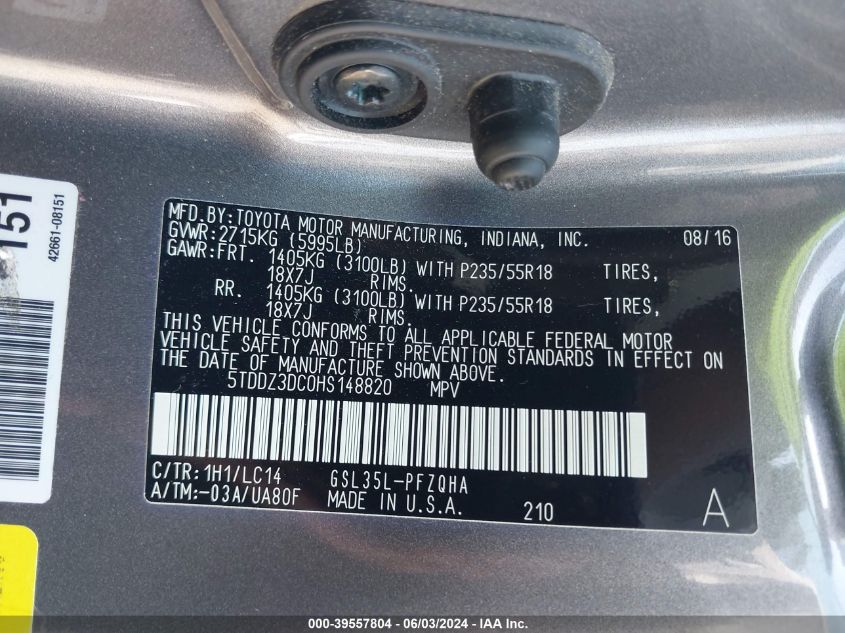 151
42661-08151
MFD.BY:TOYOTA MOTOR MANUFACTURING, INDIANA, INC. 08/16
GVWR:2715KG (5995LB)
GAWR:FRT. 1405KG (3100LB) WITH P235/55R18 TIRES,
18X7J RIMS.
RR. 1405KG (3100LB) WITH P235/55R18 TIRES,
18X7J RIMS.
THIS VEHICLE CONFORMS TO ALL APPLICABLE FEDERAL MOTOR
VEHICLE SAFETY AND THEFT PREVENTION STANDARDS IN EFFECT ON
THE DATE OF MANUFACTURE SHOWN ABOVE.
5TDDZ3DC0HS148820 MPV
C/TR:1H1/LC14 GSL35L-PFZQHA
A/TM:-03A/UA80F MADE IN U.S.A. 210 A
000-39557804 - 06/03/2024 - IAA Inc.